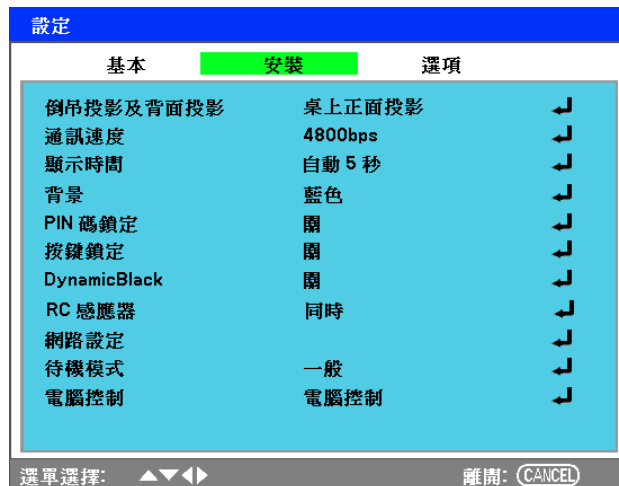 設定
基本 安裝 選項
倒吊投影及背面投影 桌上正面投影
通訊速度 4800bps
顯示時間 自動 5 秒
背景 藍色
PIN 碼鎖定 關
按鍵鎖定 關
DynamicBlack 關
RC 感應器 同時
網路設定
待機模式 一般
電腦控制 電腦控制
選單選擇: ▲▼◀▶ 離開: CANCEL